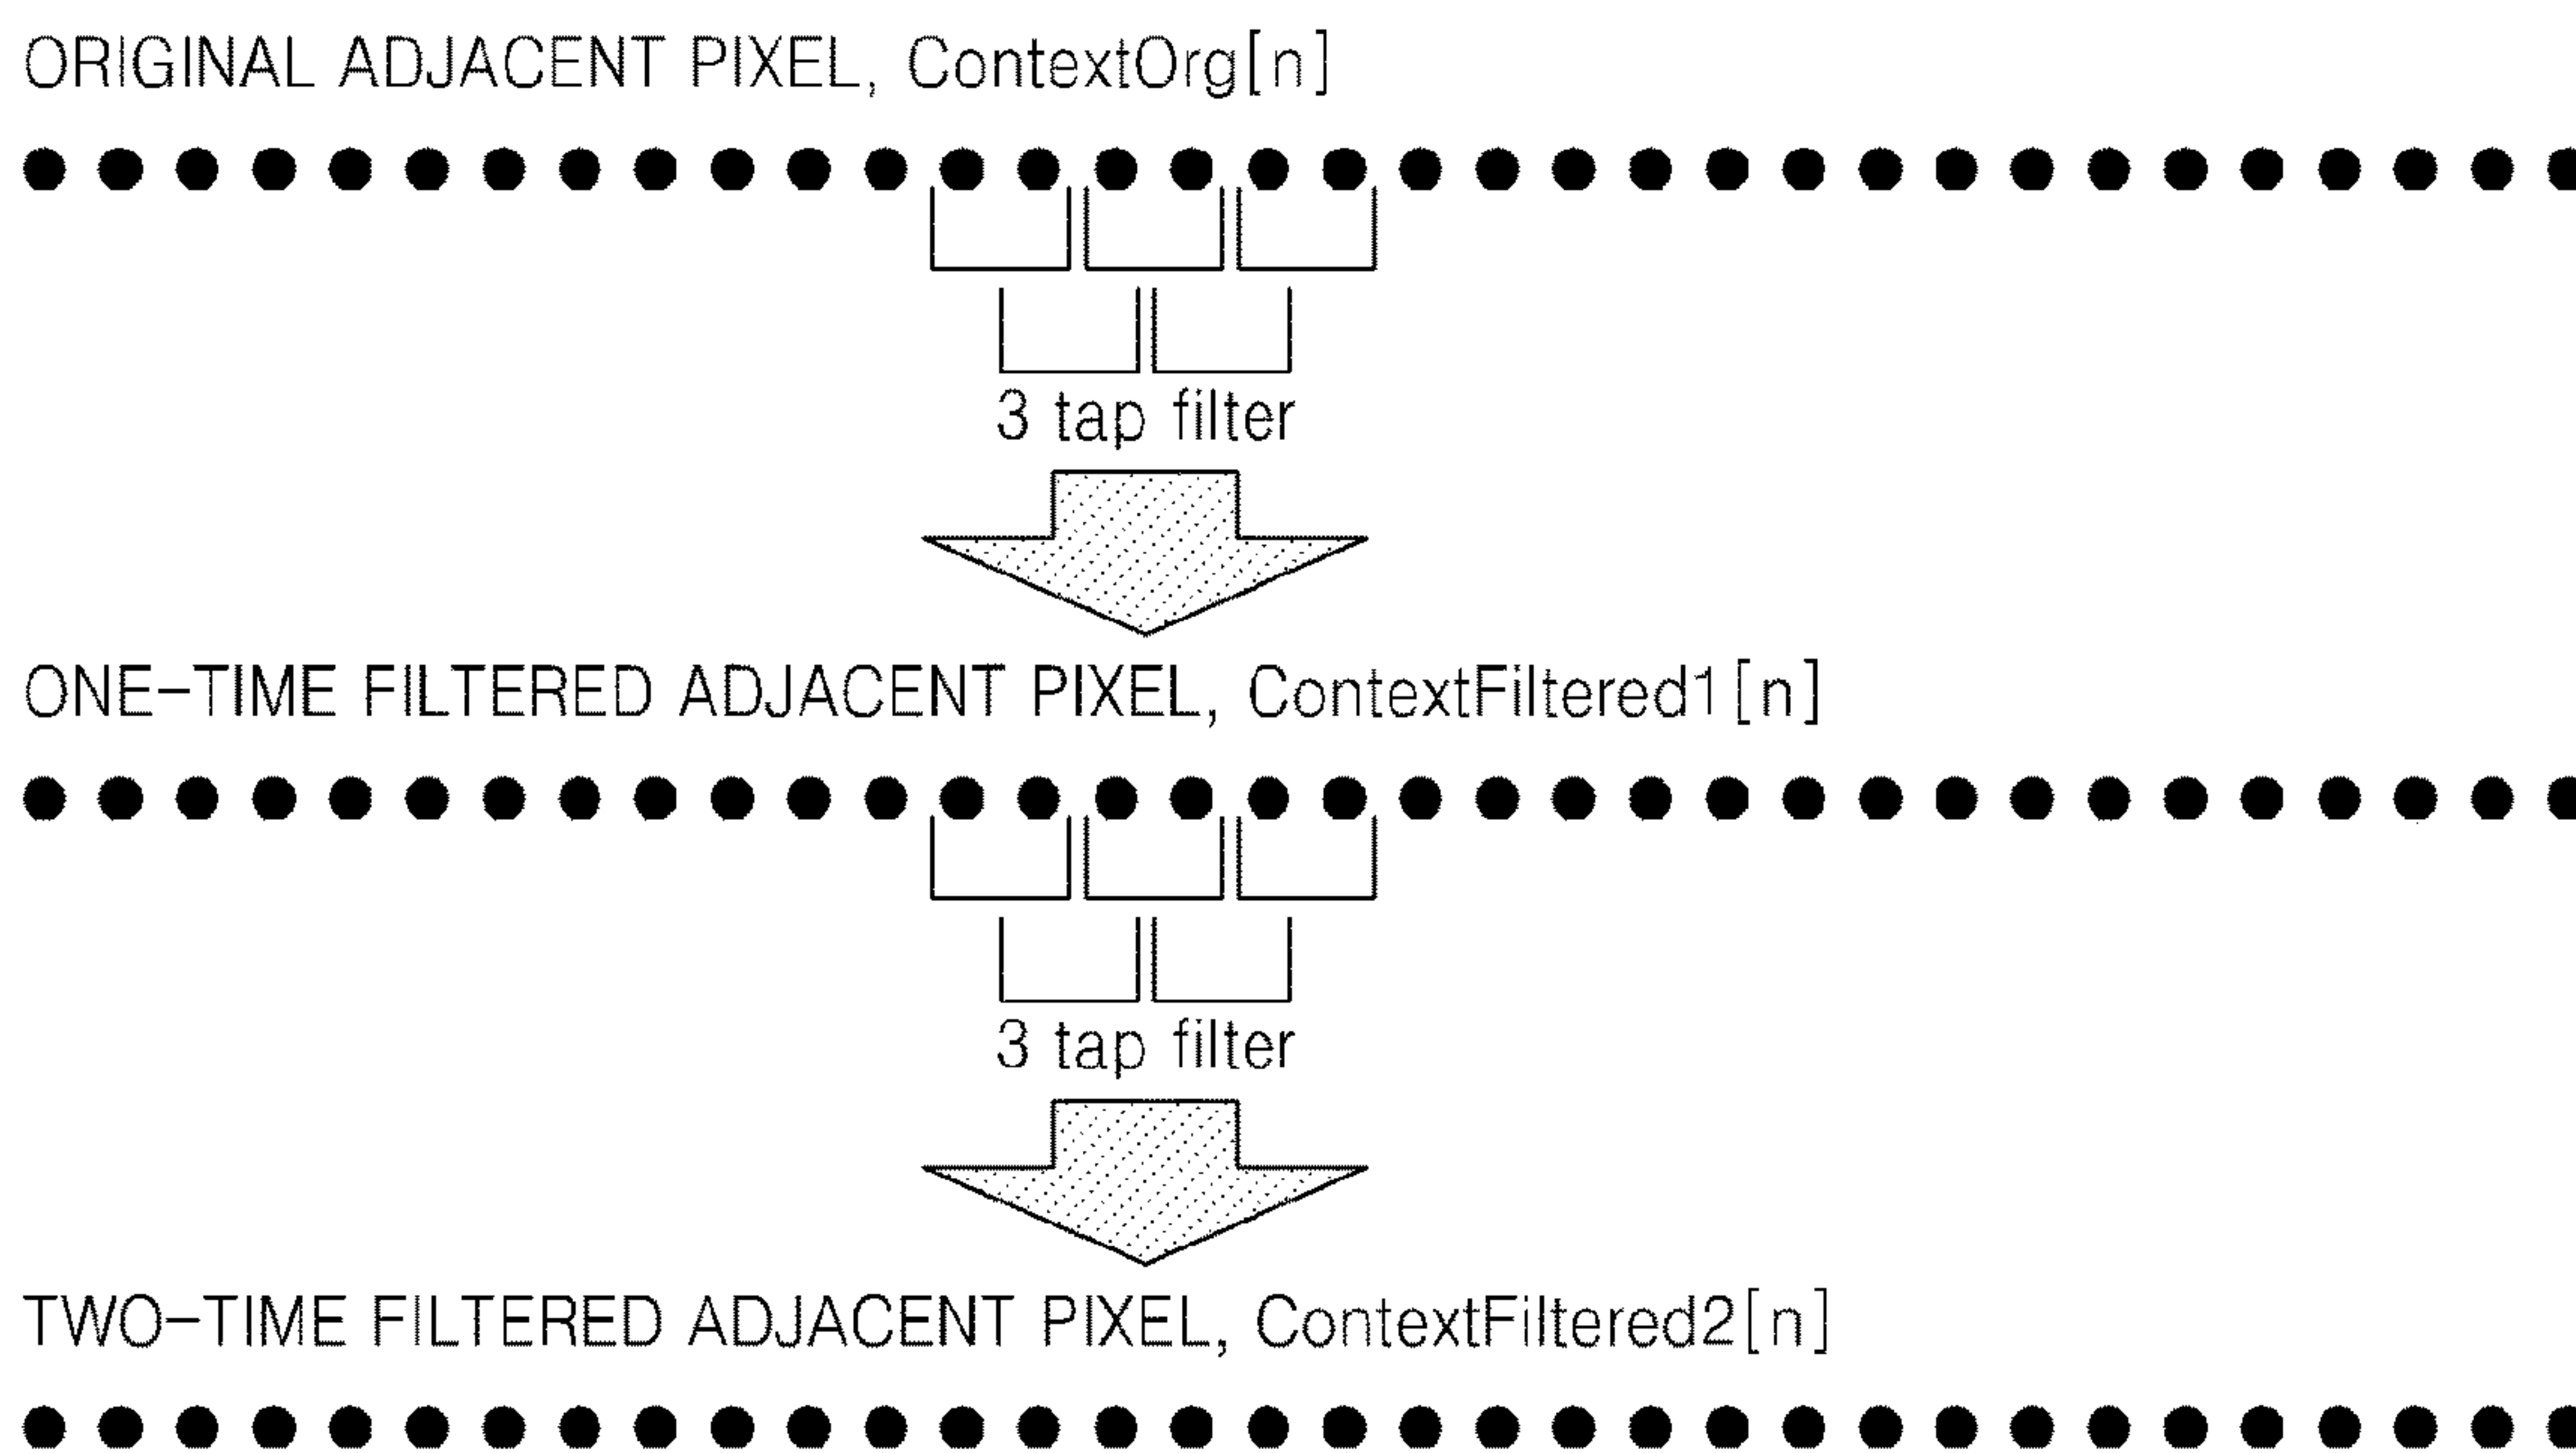 ORIGINAL ADJACENT PIXEL, ContextOrg[n]
3 tap filter
ONE-TIME FILTERED ADJACENT PIXEL, ContextFiltered1[n]
3 tap filter
TWO-TIME FILTERED ADJACENT PIXEL, ContextFiltered2[n]